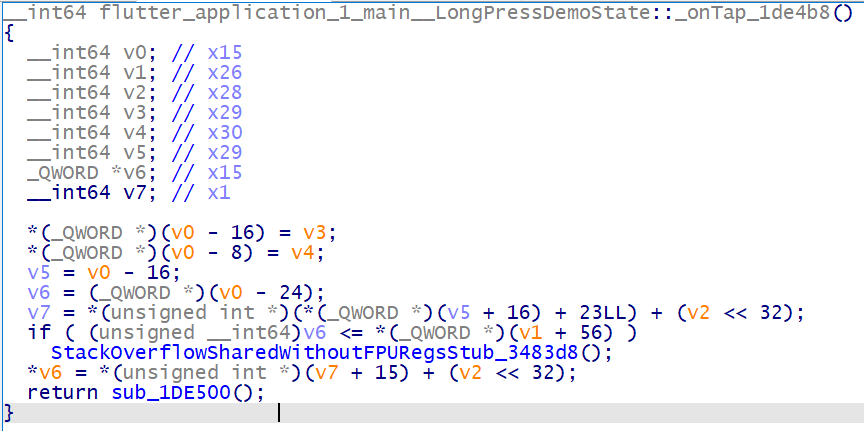 __int64 flutter_application_1_main__LongPressDemoState::_onTap_1de4b8()
{
  __int64 v0; // x15
  __int64 v1; // x26
  __int64 v2; // x28
  __int64 v3; // x29
  __int64 v4; // x30
  __int64 v5; // x29
  _QWORD *v6; // x15
  __int64 v7; // x1

  *(_QWORD *)(v0 - 16) = v3;
  *(_QWORD *)(v0 - 8) = v4;
  v5 = v0 - 16;
  v6 = (_QWORD *)(v0 - 24);
  v7 = *(unsigned int *)(*(_QWORD *)(v5 + 16) + 23LL) + (v2 << 32);
  if ( (unsigned __int64)v6 <= *(_QWORD *)(v1 + 56) )
    StackOverflowSharedWithoutFPURegsStub_3483d8();
  *v6 = *(unsigned int *)(v7 + 15) + (v2 << 32);
  return sub_1DE500();
}